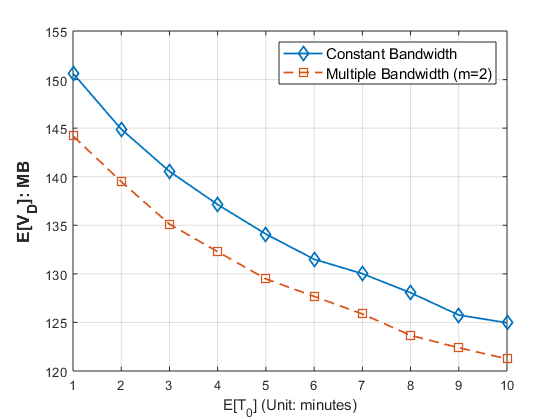 Constant Bandwidth
Multiple Bandwidth (m=2)
155
150
145
140
135
130
125
120
E[V_D]: MB
1 2 3 4 5 6 7 8 9 10
E[T_0] (Unit: minutes)